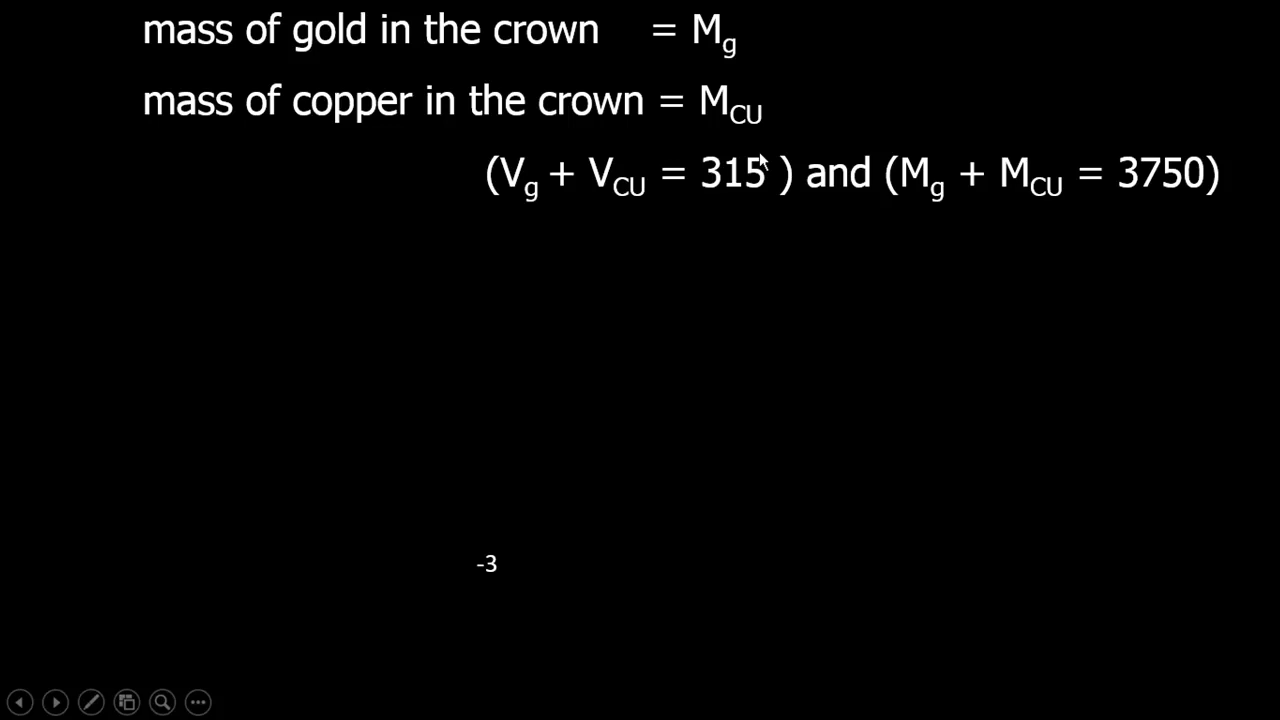 mass of gold in the crown = Mg
mass of copper in the crown = MCU
(Vg + VCU = 315 ) and (Mg + MCU = 3750)
-3